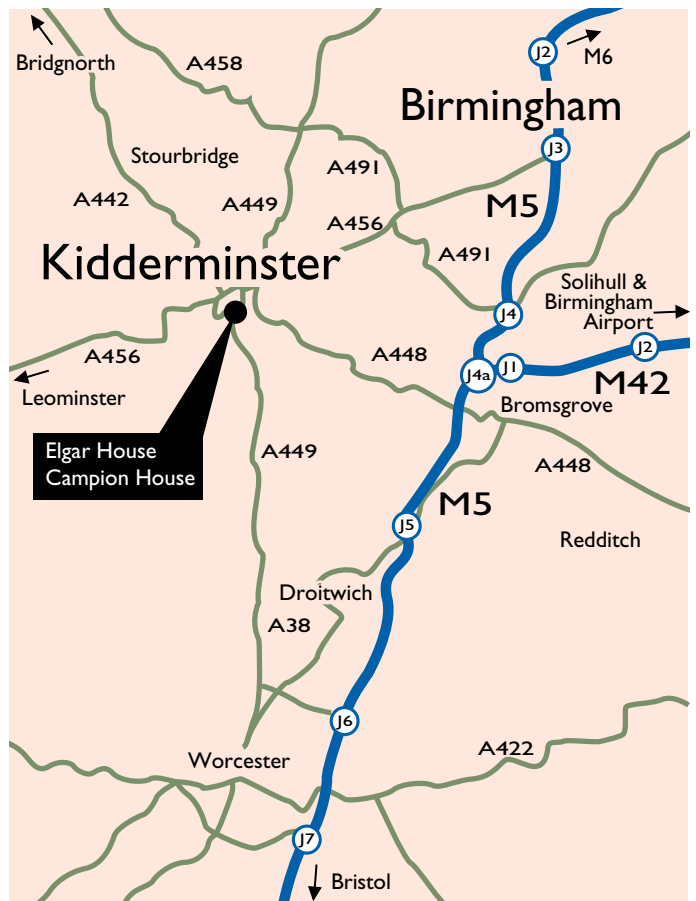 J2
M6
Bridgnorth
A458
Birmingham
J3
Stourbridge
A491
A442
A449
M5
A456
A491
Kidderminster
Solihull &
Birmingham
Airport
J4
J2
A456
A448
J4a
J1
M42
Leominster
Bromsgrove
Elgar House
Campion House
A449
A448
M5
J5
Redditch
Droitwich
A38
J6
A422
Worcester
J7
Bristol